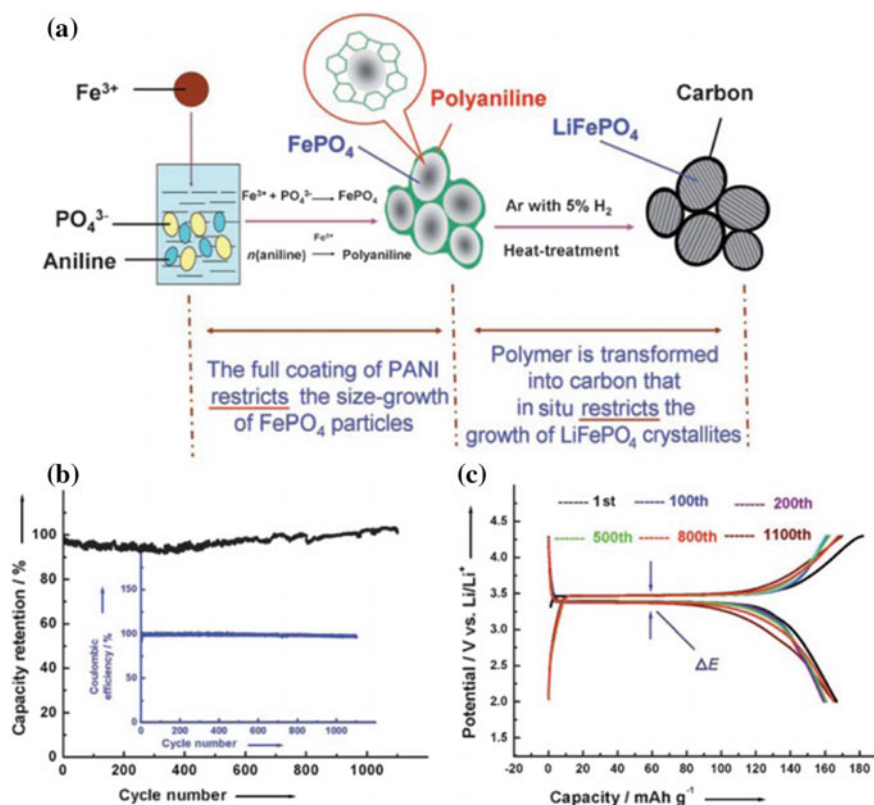 (a)
Fe³⁺
PO₄³⁻
Aniline
Fe³⁺ + PO₄³⁻ → FePO₄
Fe³⁺
n(aniline) → Polyaniline
FePO₄
Polyaniline
Ar with 5% H₂
Heat-treatment
LiFePO₄
Carbon
The full coating of PANI
restricts the size-growth
of FePO₄ particles
Polymer is transformed
into carbon that
in situ restricts the
growth of LiFePO₄ crystallites
(b)
Capacity retention / %
100
80
60
40
20
0
0 200 400 600 800 1000
Cycle number
Coulombic
efficiency / %
150
100
50
0
0 200 400 600 800 1000
Cycle number
(c)
1st 100th 200th
500th 800th 1100th
Potential / V vs. Li/Li⁺
4.5
4.0
3.5
3.0
2.5
2.0
1.5
ΔE
-20 0 20 40 60 80 100 120 140 160 180
Capacity / mAh g⁻¹